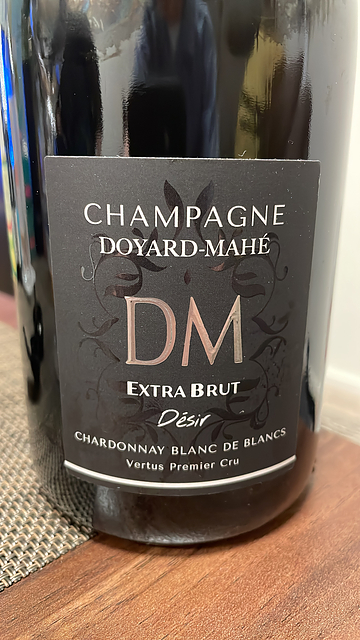 CHAMPAGNE
DOYARD-MAHÉ
DM
EXTRA BRUT
Désir
CHARDONNAY BLANC DE BLANCS
Vertus Premier Cru